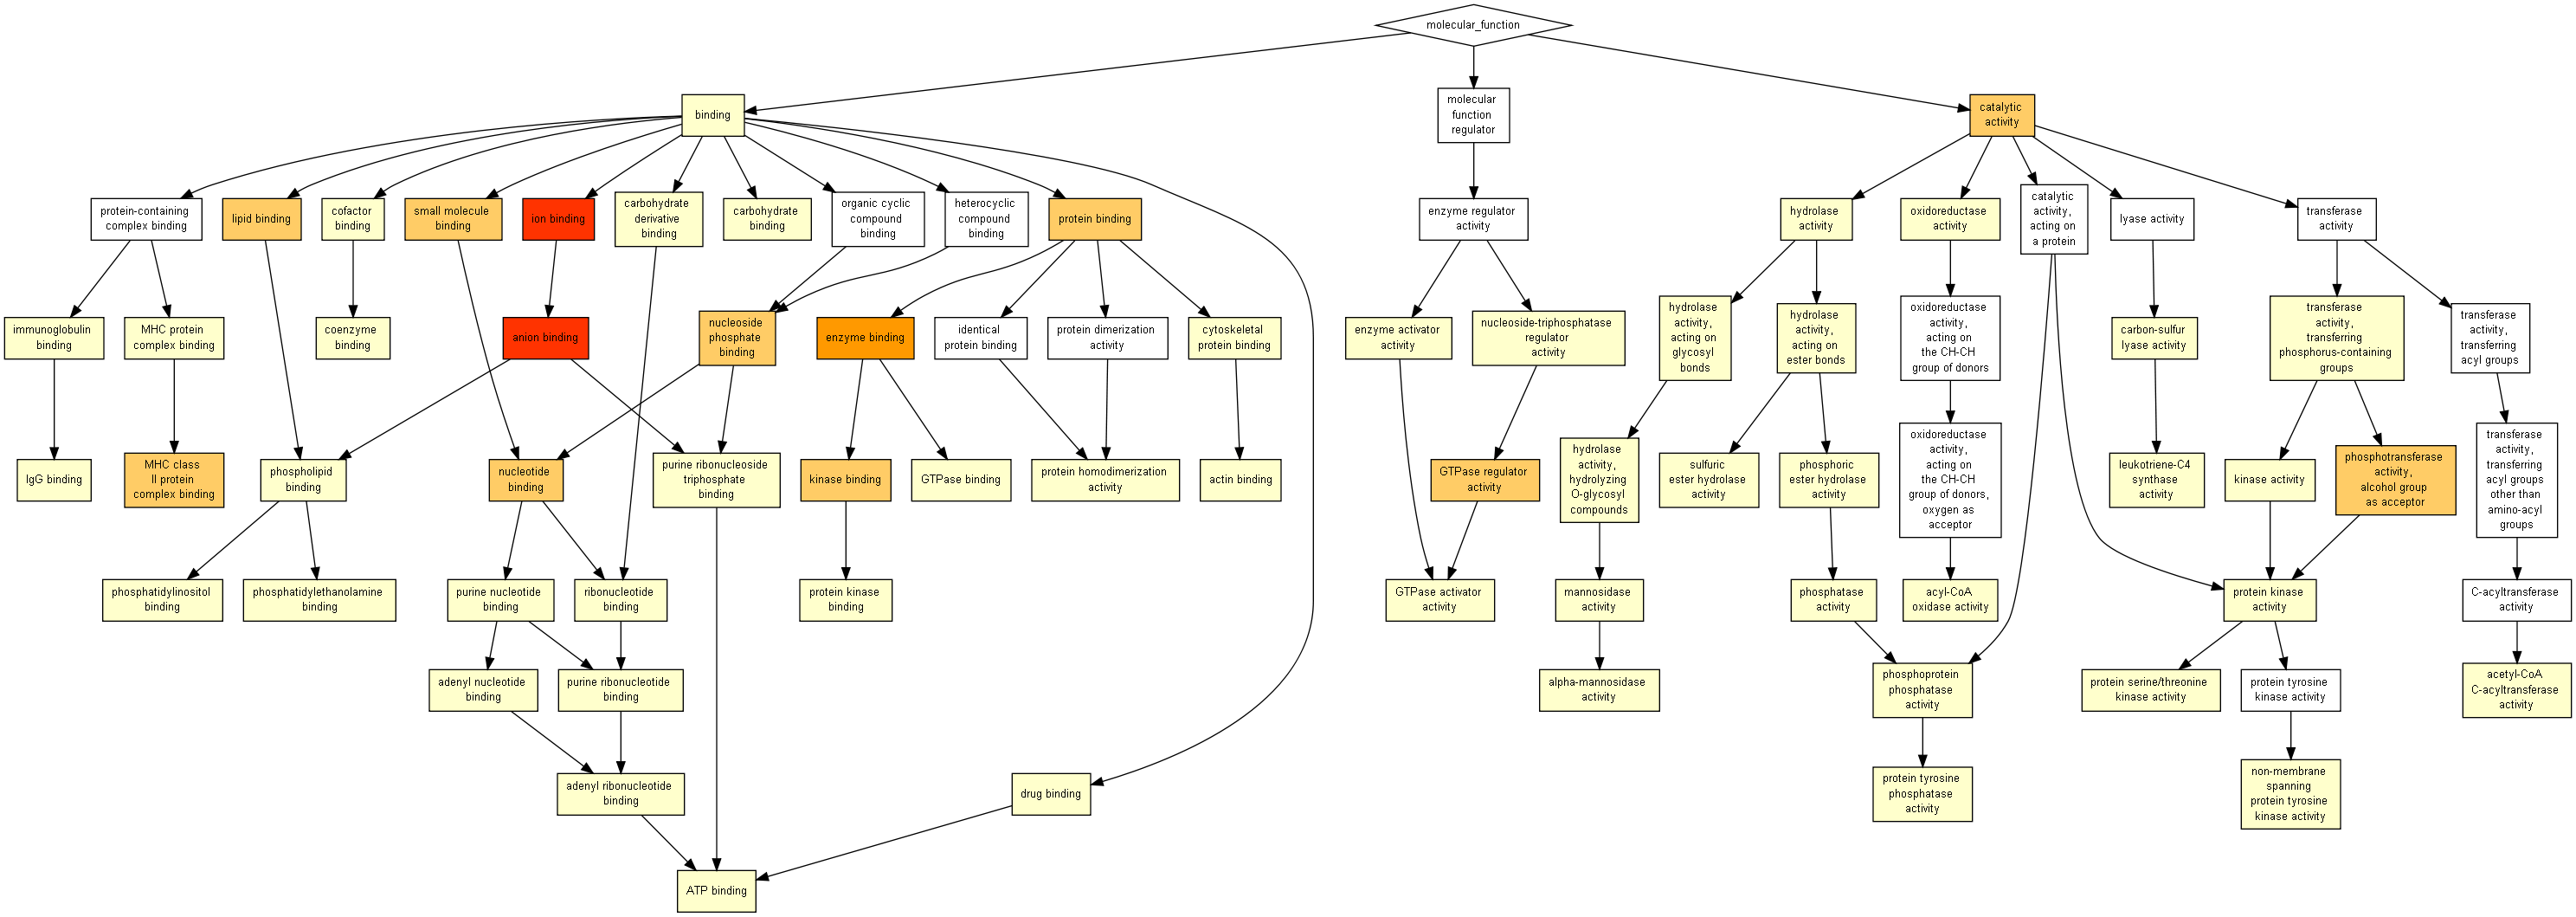 molecular_function
binding
molecular
function
regulator
catalytic
activity
protein-containing
complex binding
lipid binding
cofactor
binding
small molecule
binding
ion binding
carbohydrate
derivative
binding
carbohydrate
binding
organic cyclic
compound
binding
heterocyclic
compound
binding
protein binding
enzyme regulator
activity
hydrolase
activity
oxidoreductase
activity
catalytic
activity,
acting on
a protein
lyase activity
transferase
activity
immunoglobulin
binding
MHC protein
complex binding
coenzyme
binding
anion binding
nucleoside
phosphate
binding
enzyme binding
identical
protein binding
protein dimerization
activity
cytoskeletal
protein binding
enzyme activator
activity
nucleoside-triphosphatase
regulator
activity
hydrolase
activity,
acting on
glycosyl
bonds
hydrolase
activity,
acting on
ester bonds
oxidoreductase
activity,
acting on
the CH-CH
group of donors
carbon-sulfur
lyase activity
transferase
activity,
transferring
phosphorus-containing
groups
transferase
activity,
transferring
acyl groups
IgG binding
MHC class
II protein
complex binding
phospholipid
binding
nucleotide
binding
purine ribonucleoside
triphosphate
binding
kinase binding
GTPase binding
protein homodimerization
activity
actin binding
GTPase regulator
activity
hydrolase
activity,
hydrolyzing
O-glycosyl
compounds
sulfuric
ester hydrolase
activity
phosphoric
ester hydrolase
activity
oxidoreductase
activity,
acting on
the CH-CH
group of donors,
oxygen as
acceptor
leukotriene-C4
synthase
activity
kinase activity
phosphotransferase
activity,
alcohol group
as acceptor
transferase
activity,
transferring
acyl groups
other than
amino-acyl
groups
phosphatidylinositol
binding
phosphatidylethanolamine
binding
purine nucleotide
binding
ribonucleotide
binding
protein kinase
binding
GTPase activator
activity
mannosidase
activity
phosphatase
activity
acyl-CoA
oxidase activity
protein kinase
activity
C-acyltransferase
activity
adenyl nucleotide
binding
purine ribonucleotide
binding
alpha-mannosidase
activity
phosphoprotein
phosphatase
activity
protein serine/threonine
kinase activity
protein tyrosine
kinase activity
acetyl-CoA
C-acyltransferase
activity
adenyl ribonucleotide
binding
drug binding
protein tyrosine
phosphatase
activity
non-membrane
spanning
protein tyrosine
kinase activity
ATP binding